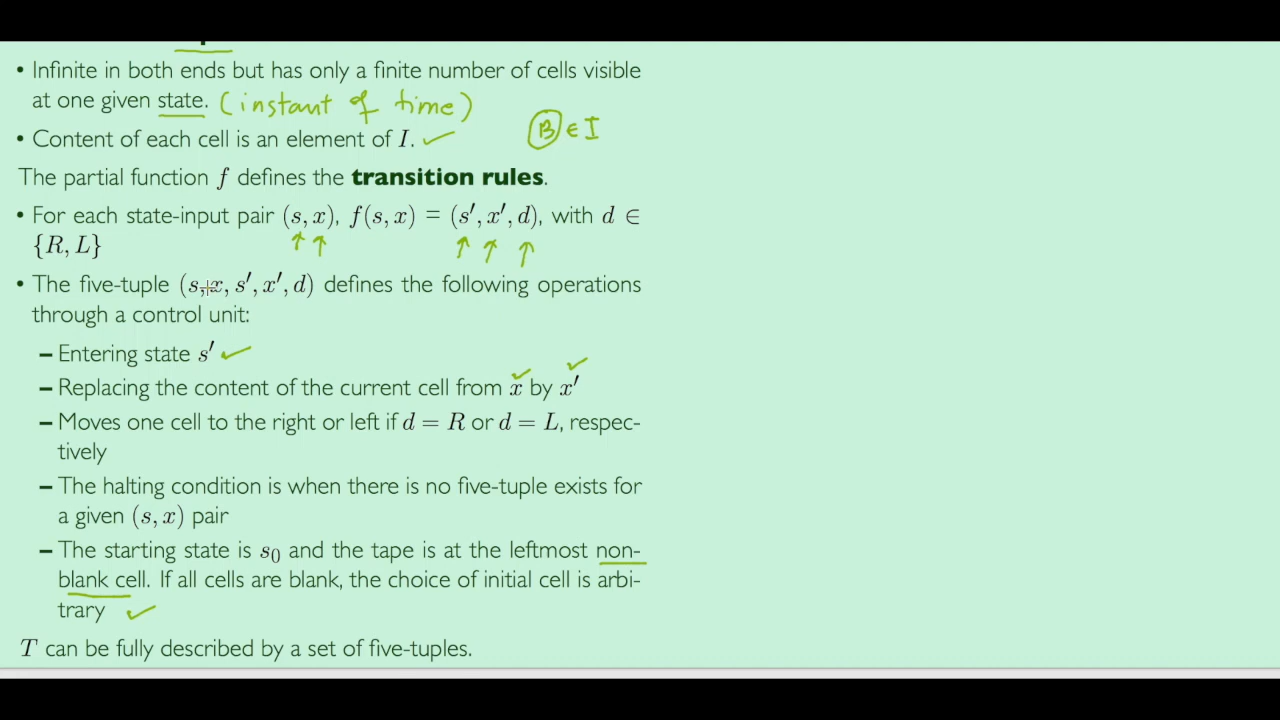 • Infinite in both ends but has only a finite number of cells visible
at one given state. (instant of time)
B ∈ I
• Content of each cell is an element of I. ✓
The partial function f defines the transition rules.
• For each state-input pair (s, x), f(s, x) = (s′, x′, d), with d ∈
{R, L}
• The five-tuple (s, x, s′, x′, d) defines the following operations
through a control unit:
– Entering state s′ ✓
– Replacing the content of the current cell from x by x′
– Moves one cell to the right or left if d = R or d = L, respec-
tively
– The halting condition is when there is no five-tuple exists for
a given (s, x) pair
– The starting state is s₀ and the tape is at the leftmost non-
blank cell. If all cells are blank, the choice of initial cell is arbi-
trary ✓
T can be fully described by a set of five-tuples.